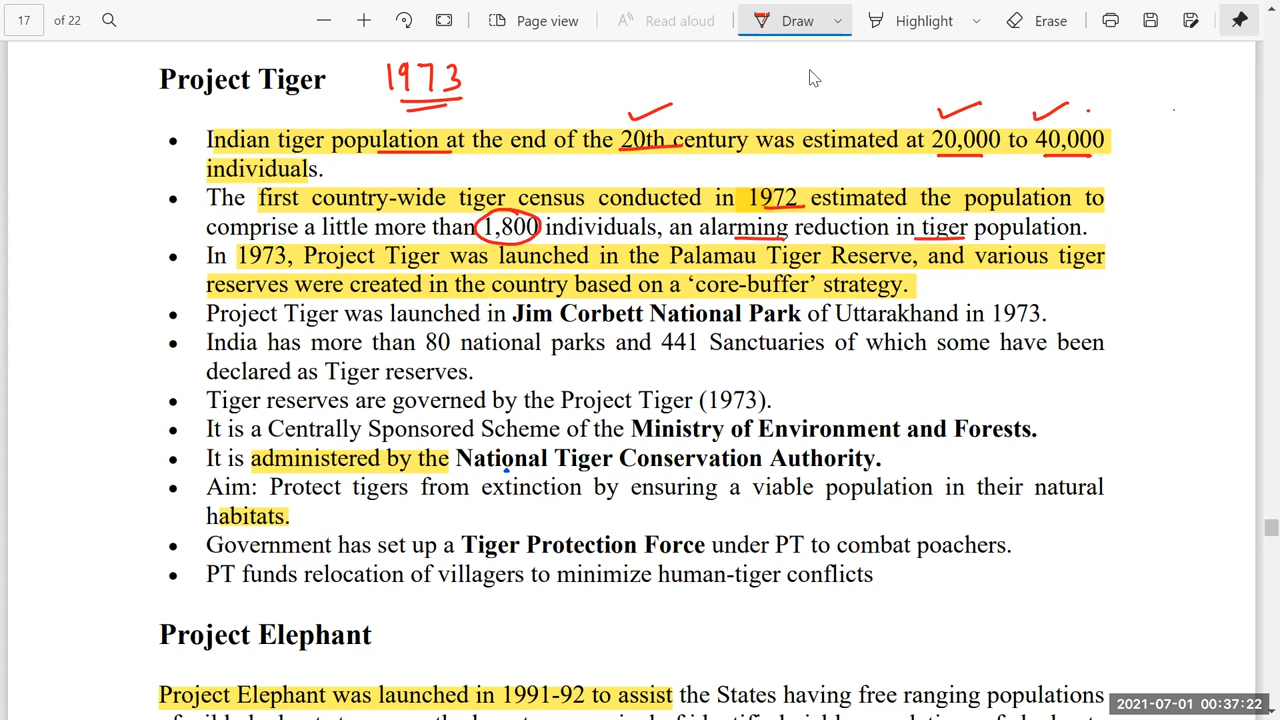 17 of 22 Page view Read aloud Draw Highlight Erase
Project Tiger 1973
• Indian tiger population at the end of the 20th century was estimated at 20,000 to 40,000
individuals.
• The first country-wide tiger census conducted in 1972 estimated the population to
comprise a little more than 1,800 individuals, an alarming reduction in tiger population.
• In 1973, Project Tiger was launched in the Palamau Tiger Reserve, and various tiger
reserves were created in the country based on a ‘core-buffer’ strategy.
• Project Tiger was launched in Jim Corbett National Park of Uttarakhand in 1973.
• India has more than 80 national parks and 441 Sanctuaries of which some have been
declared as Tiger reserves.
• Tiger reserves are governed by the Project Tiger (1973).
• It is a Centrally Sponsored Scheme of the Ministry of Environment and Forests.
• It is administered by the National Tiger Conservation Authority.
• Aim: Protect tigers from extinction by ensuring a viable population in their natural
habitats.
• Government has set up a Tiger Protection Force under PT to combat poachers.
• PT funds relocation of villagers to minimize human-tiger conflicts
Project Elephant
Project Elephant was launched in 1991-92 to assist the States having free ranging populations
2021-07-01 00:37:22